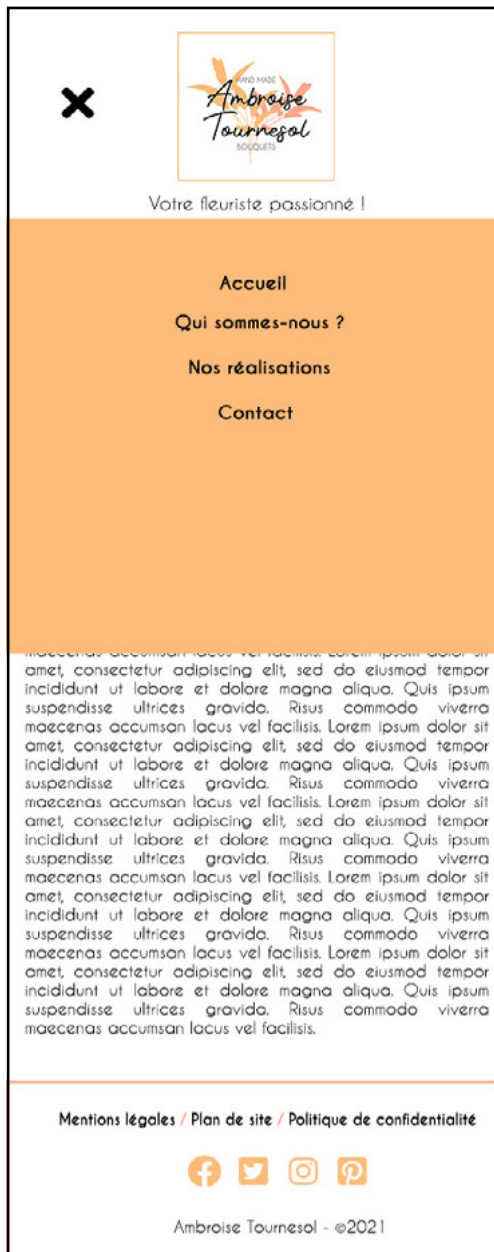 HAND MADE
Ambroise
Tournesol
BOUQUETS
Votre fleuriste passionné !
Accueil
Qui sommes-nous ?
Nos réalisations
Contact
maecenas accumsan lacus vel facilisis. Lorem ipsum dolor sit
amet, consectetur adipiscing elit, sed do eiusmod tempor
incididunt ut labore et dolore magna aliqua. Quis ipsum
suspendisse ultrices gravida. Risus commodo viverra
maecenas accumsan lacus vel facilisis. Lorem ipsum dolor sit
amet, consectetur adipiscing elit, sed do eiusmod tempor
incididunt ut labore et dolore magna aliqua. Quis ipsum
suspendisse ultrices gravida. Risus commodo viverra
maecenas accumsan lacus vel facilisis. Lorem ipsum dolor sit
amet, consectetur adipiscing elit, sed do eiusmod tempor
incididunt ut labore et dolore magna aliqua. Quis ipsum
suspendisse ultrices gravida. Risus commodo viverra
maecenas accumsan lacus vel facilisis. Lorem ipsum dolor sit
amet, consectetur adipiscing elit, sed do eiusmod tempor
incididunt ut labore et dolore magna aliqua. Quis ipsum
suspendisse ultrices gravida. Risus commodo viverra
maecenas accumsan lacus vel facilisis. Lorem ipsum dolor sit
amet, consectetur adipiscing elit, sed do eiusmod tempor
incididunt ut labore et dolore magna aliqua. Quis ipsum
suspendisse ultrices gravida. Risus commodo viverra
maecenas accumsan lacus vel facilisis.
Mentions légales / Plan de site / Politique de confidentialité
Ambroise Tournesol - ©2021